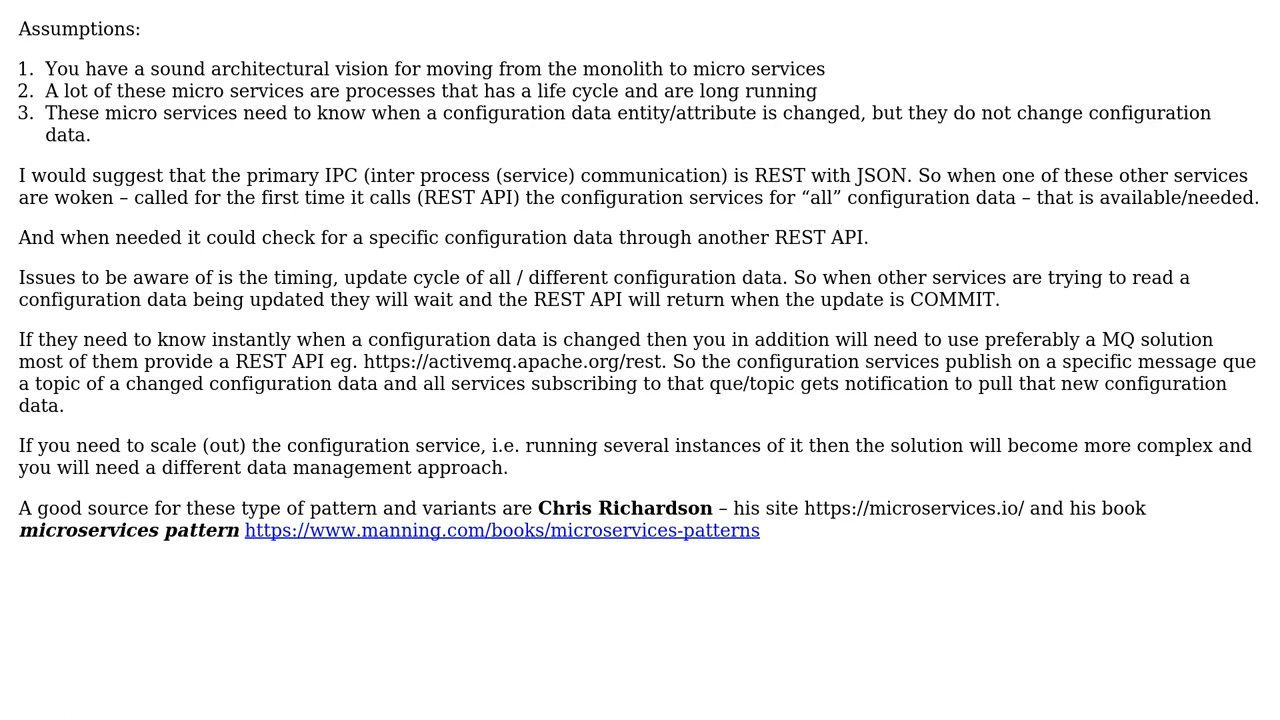 Assumptions:
1. You have a sound architectural vision for moving from the monolith to micro services
2. A lot of these micro services are processes that has a life cycle and are long running
3. These micro services need to know when a configuration data entity/attribute is changed, but they do not change configuration
data.
I would suggest that the primary IPC (inter process (service) communication) is REST with JSON. So when one of these other services
are woken – called for the first time it calls (REST API) the configuration services for “all” configuration data – that is available/needed.
And when needed it could check for a specific configuration data through another REST API.
Issues to be aware of is the timing, update cycle of all / different configuration data. So when other services are trying to read a
configuration data being updated they will wait and the REST API will return when the update is COMMIT.
If they need to know instantly when a configuration data is changed then you in addition will need to use preferably a MQ solution
most of them provide a REST API eg. https://activemq.apache.org/rest. So the configuration services publish on a specific message que
a topic of a changed configuration data and all services subscribing to that que/topic gets notification to pull that new configuration
data.
If you need to scale (out) the configuration service, i.e. running several instances of it then the solution will become more complex and
you will need a different data management approach.
A good source for these type of pattern and variants are Chris Richardson – his site https://microservices.io/ and his book
microservices pattern https://www.manning.com/books/microservices-patterns